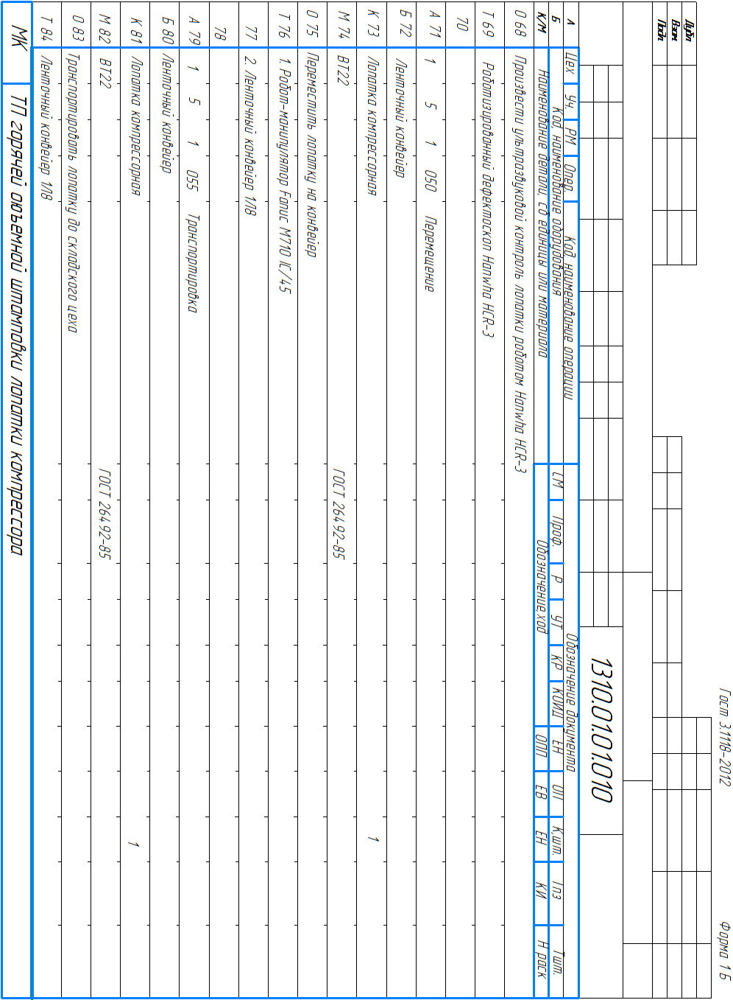 Гост 3.1118-2012 Форма 1 Б
Дубл.
Взам.
Подл.
1310.01.01.010
А Цех Уч. РМ Опер. Код, наименование операции Обозначение документа
Б Код, наименование оборудования СМ Проф. Р УТ КР КОИД ЕН ОП К.шт. Тпз Тшт.
К/М Наименование детали, сб. единицы или материала Обозначение,код ОПП ЕВ ЕН КИ Н раск
О 68 Произвести ультразвуковой контроль лопатки роботом Hanwha HCR-3
Т 69 Роботизированный дефектоскоп Hanwha HCR-3
70
А 71 1 5 1 050 Перемещение
Б 72 Ленточный конвейер
К 73 Лопатка компрессорная 1
М 74 ВТ22 ГОСТ 26492-85
О 75 Переместить лопатку на конвейер
Т 76 1. Робот-манипулятор Fanuc M710 IC/45
77 2. Ленточный конвейер 1Л8
78
А 79 1 5 1 055 Транспортировка
Б 80 Ленточный конвейер
К 81 Лопатка компрессорная 1
М 82 ВТ22 ГОСТ 26492-85
О 83 Транспортировать лопатку до складского цеха
Т 84 Ленточный конвейер 1Л8
МК ТП горячей оюъемной штамповки лопатки компрессора